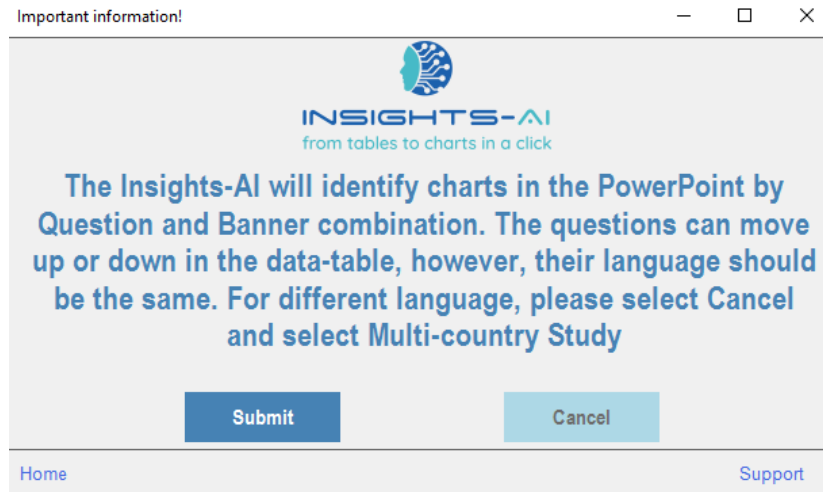 Important information!
INSIGHTS-AI
from tables to charts in a click
The Insights-AI will identify charts in the PowerPoint by
Question and Banner combination. The questions can move
up or down in the data-table, however, their language should
be the same. For different language, please select Cancel
and select Multi-country Study
Submit Cancel
Home Support